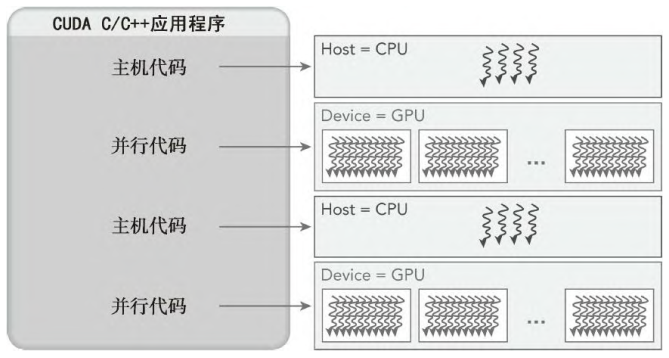 CUDA C/C++应用程序
主机代码
Host = CPU
并行代码
Device = GPU
...
主机代码
Host = CPU
并行代码
Device = GPU
...